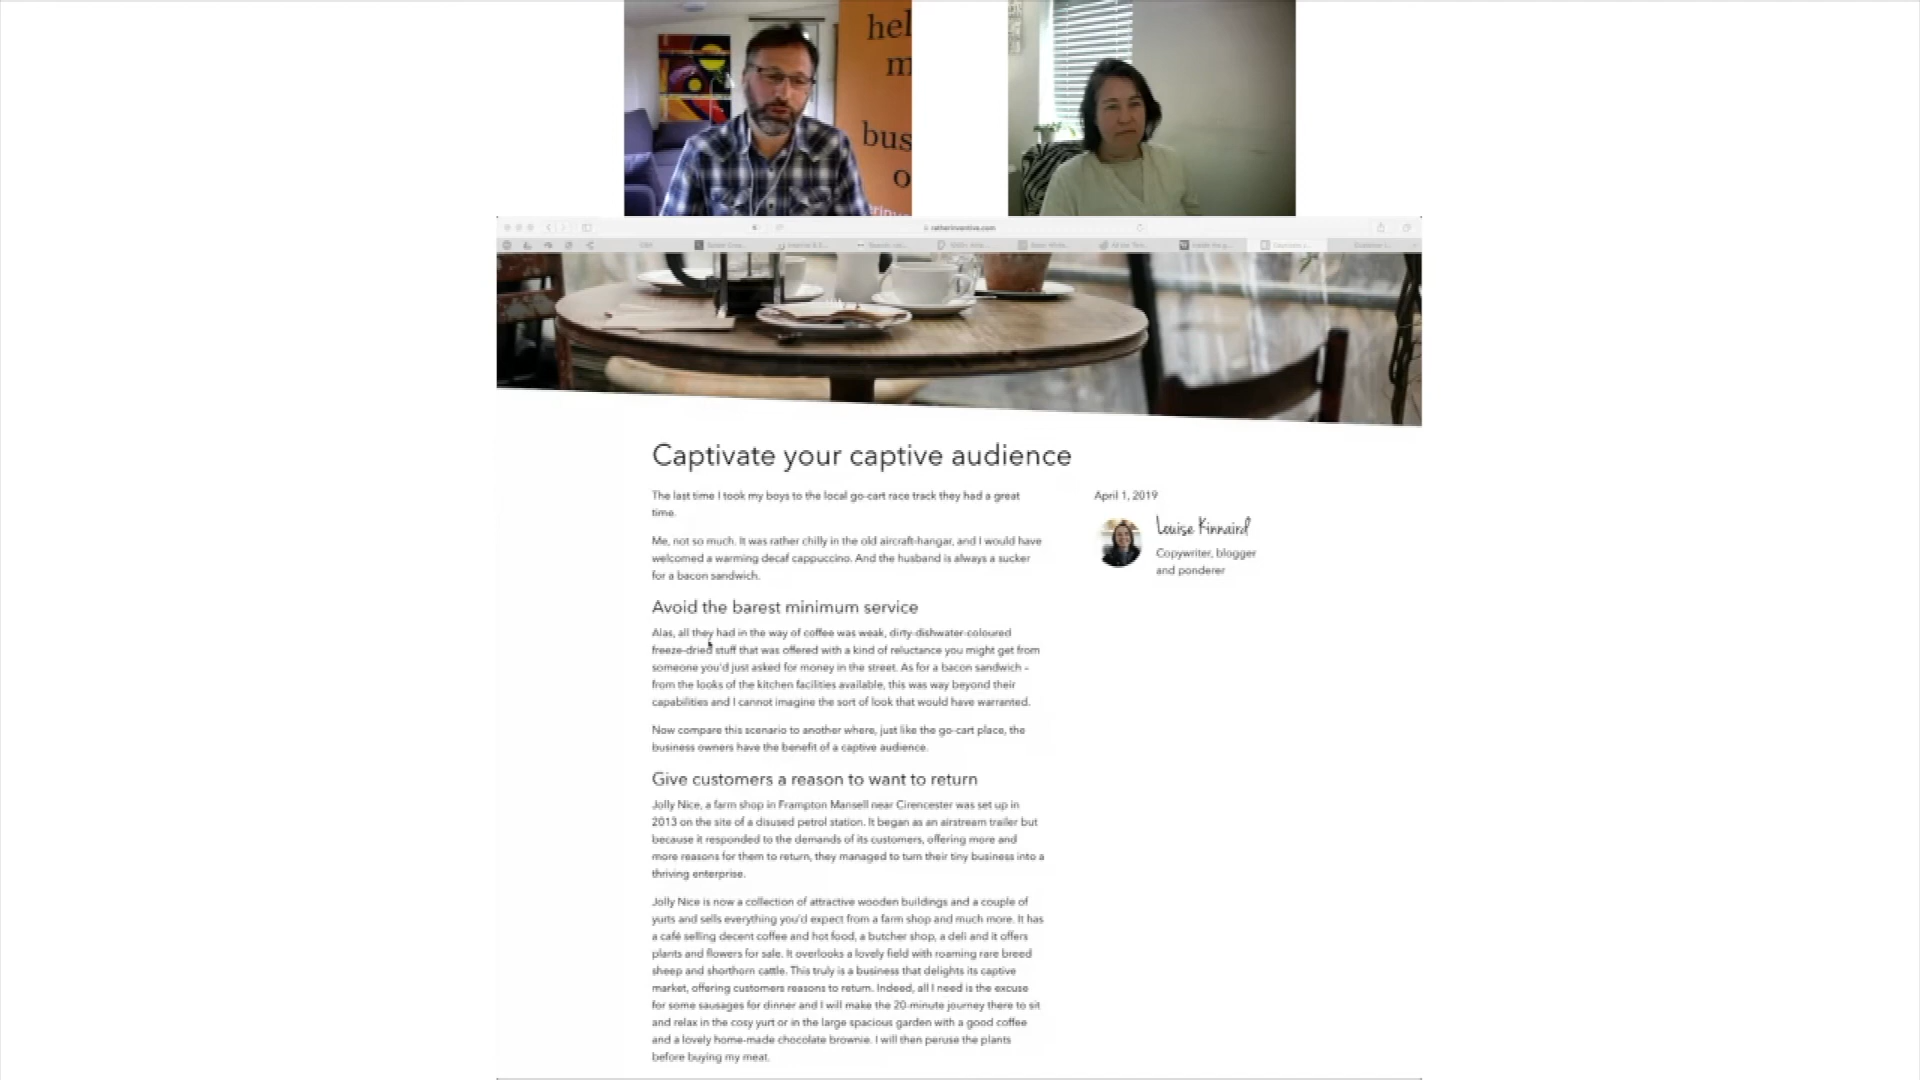 hel
m
bus
o
ratherinventive.com
Captivate your captive audience
The last time I took my boys to the local go-cart race track they had a great
time.
April 1, 2019
Louise Kinnaird
Copywriter, blogger
and ponderer
Me, not so much. It was rather chilly in the old aircraft-hangar, and I would have
welcomed a warming decaf cappuccino. And the husband is always a sucker
for a bacon sandwich.
Avoid the barest minimum service
Alas, all they had in the way of coffee was weak, dirty-dishwater-coloured
freeze-dried stuff that was offered with a kind of reluctance you might get from
someone you'd just asked for money in the street. As for a bacon sandwich –
from the looks of the kitchen facilities available, this was way beyond their
capabilities and I cannot imagine the sort of look that would have warranted.
Now compare this scenario to another where, just like the go-cart place, the
business owners have the benefit of a captive audience.
Give customers a reason to want to return
Jolly Nice, a farm shop in Frampton Mansell near Cirencester was set up in
2013 on the site of a disused petrol station. It began as an airstream trailer but
because it responded to the demands of its customers, offering more and
more reasons for them to return, they managed to turn their tiny business into a
thriving enterprise.
Jolly Nice is now a collection of attractive wooden buildings and a couple of
yurts and sells everything you'd expect from a farm shop and much more. It has
a café selling decent coffee and hot food, a butcher shop, a deli and it offers
plants and flowers for sale. It overlooks a lovely field with roaming rare breed
sheep and shorthorn cattle. This truly is a business that delights its captive
market, offering customers reasons to return. Indeed, all I need is the excuse
for some sausages for dinner and I will make the 20-minute journey there to sit
and relax in the cosy yurt or in the large spacious garden with a good coffee
and a lovely home-made chocolate brownie. I will then peruse the plants
before buying my meat.